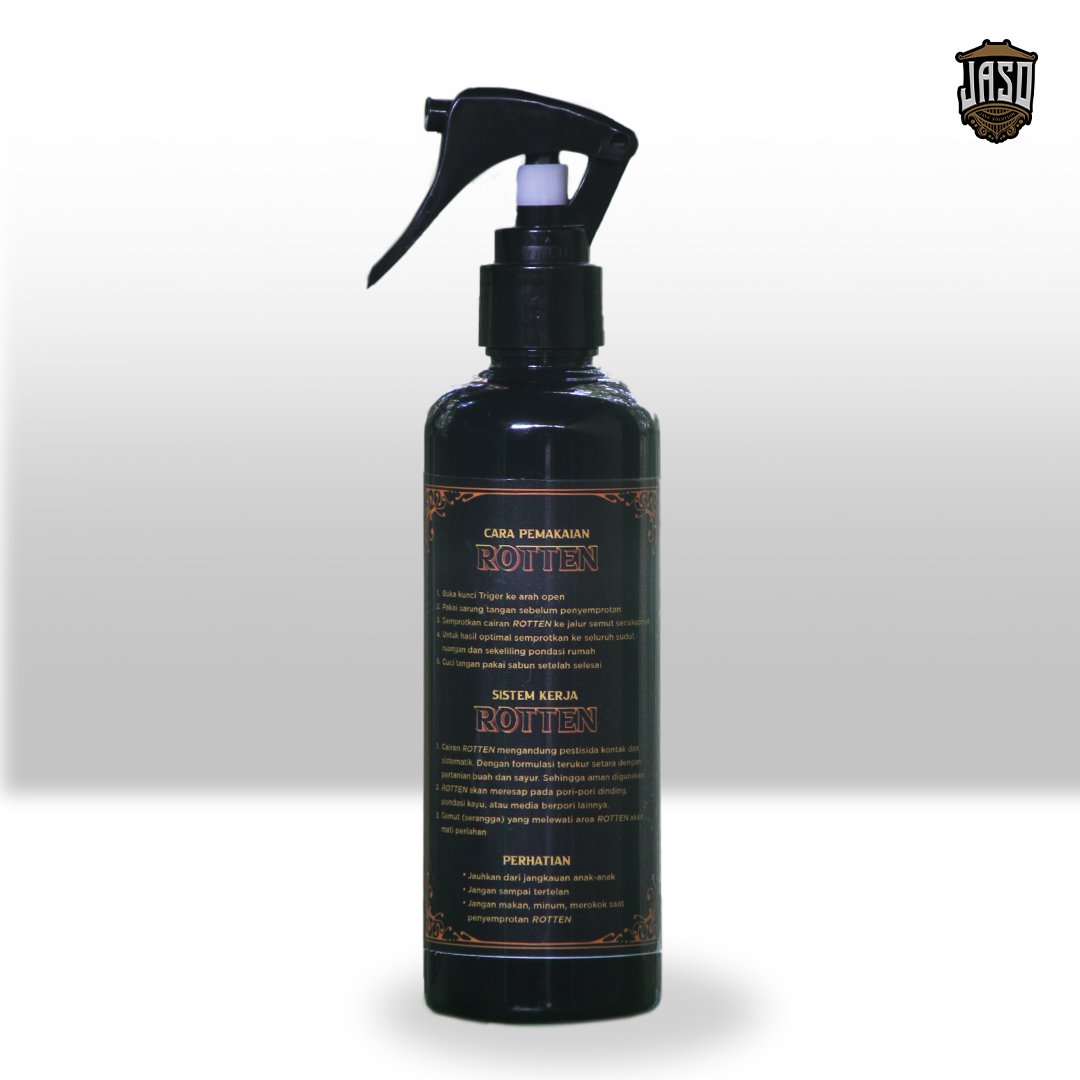 JASO
JAVA SOLUTION
CARA PEMAKAIAN
ROTTEN
1. Buka kunci Triger ke arah open
2. Pakai sarung tangan sebelum penyemprotan
3. Semprotkan cairan ROTTEN ke jalur semut
4. Untuk hasil optimal semprotkan ke seluruh sudut
ruangan dan sekeliling pondasi rumah
5. Cuci tangan pakai sabun setelah selesai
SISTEM KERJA
ROTTEN
1. Cairan ROTTEN mengandung pestisida kontak dan
sistematik. Dengan formulasi terukur setara dengan
pertanian buah dan sayur. Sehingga aman digunakan
2. ROTTEN akan meresap pada pori-pori dinding,
pondasi kayu, atau media berpori lainnya.
3. Semut (serangga) yang melewati area ROTTEN akan
mati perlahan
PERHATIAN
* Jauhkan dari jangkauan anak-anak
* Jangan sampai tertelan
* Jangan makan, minum, merokok saat
penyemprotan ROTTEN